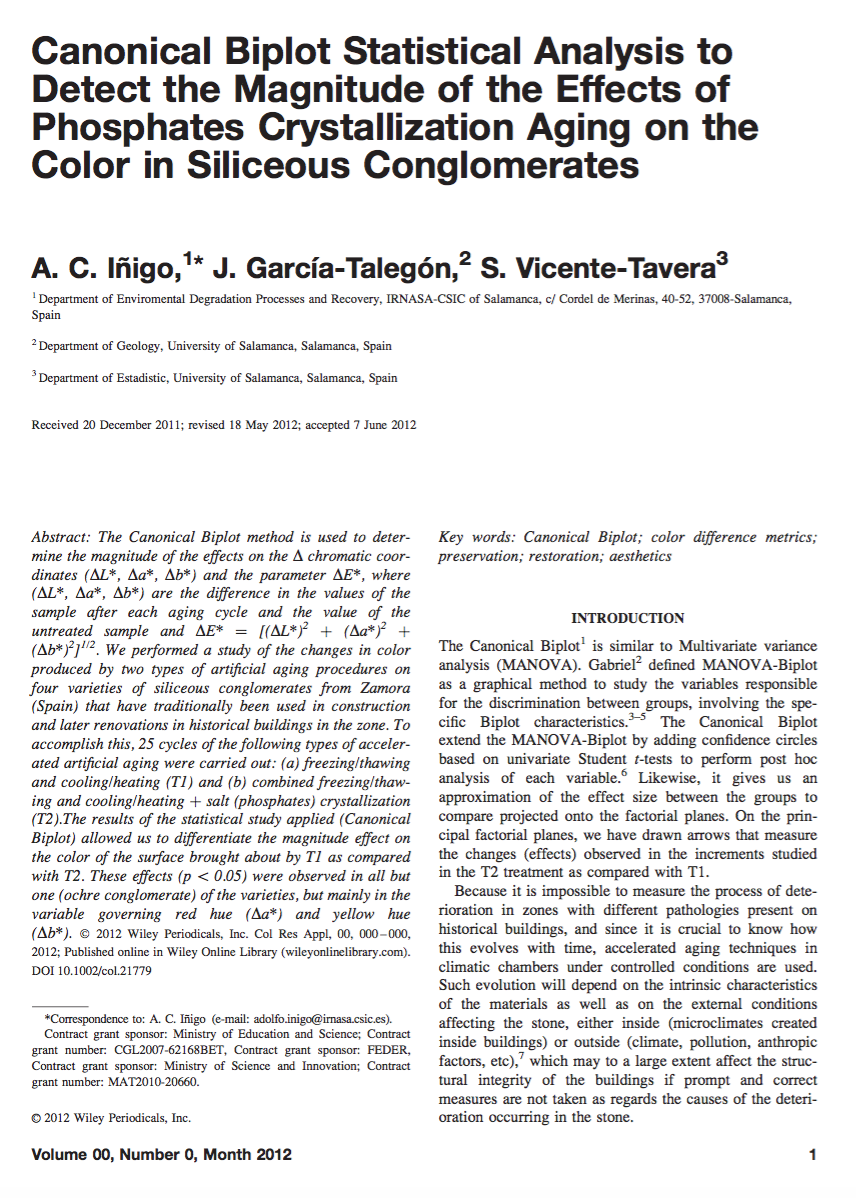 Canonical Biplot Statistical Analysis to
Detect the Magnitude of the Effects of
Phosphates Crystallization Aging on the
Color in Siliceous Conglomerates
A. C. Iñigo,1* J. García-Talegón,2 S. Vicente-Tavera3
1 Department of Enviromental Degradation Processes and Recovery, IRNASA-CSIC of Salamanca, c/ Cordel de Merinas, 40-52, 37008-Salamanca,
Spain
2 Department of Geology, University of Salamanca, Salamanca, Spain
3 Department of Estadistic, University of Salamanca, Salamanca, Spain
Received 20 December 2011; revised 18 May 2012; accepted 7 June 2012
Abstract: The Canonical Biplot method is used to deter-
mine the magnitude of the effects on the Δ chromatic coor-
dinates (ΔL*, Δa*, Δb*) and the parameter ΔE*, where
(ΔL*, Δa*, Δb*) are the difference in the values of the
sample after each aging cycle and the value of the
untreated sample and ΔE* = [(ΔL*)2 + (Δa*)2 +
(Δb*)2]1/2. We performed a study of the changes in color
produced by two types of artificial aging procedures on
four varieties of siliceous conglomerates from Zamora
(Spain) that have traditionally been used in construction
and later renovations in historical buildings in the zone. To
accomplish this, 25 cycles of the following types of acceler-
ated artificial aging were carried out: (a) freezing/thawing
and cooling/heating (T1) and (b) combined freezing/thaw-
ing and cooling/heating + salt (phosphates) crystallization
(T2).The results of the statistical study applied (Canonical
Biplot) allowed us to differentiate the magnitude effect on
the color of the surface brought about by T1 as compared
with T2. These effects (p < 0.05) were observed in all but
one (ochre conglomerate) of the varieties, but mainly in the
variable governing red hue (Δa*) and yellow hue
(Δb*). © 2012 Wiley Periodicals, Inc. Col Res Appl, 00, 000–000,
2012; Published online in Wiley Online Library (wileyonlinelibrary.com).
DOI 10.1002/col.21779
*Correspondence to: A. C. Iñigo (e-mail: adolfo.inigo@irnasa.csic.es).
Contract grant sponsor: Ministry of Education and Science; Contract
grant number: CGL2007-62168BET, Contract grant sponsor: FEDER,
Contract grant sponsor: Ministry of Science and Innovation; Contract
grant number: MAT2010-20660.
© 2012 Wiley Periodicals, Inc.
Key words: Canonical Biplot; color difference metrics;
preservation; restoration; aesthetics
INTRODUCTION
The Canonical Biplot1 is similar to Multivariate variance
analysis (MANOVA). Gabriel2 defined MANOVA-Biplot
as a graphical method to study the variables responsible
for the discrimination between groups, involving the spe-
cific Biplot characteristics.3–5 The Canonical Biplot
extend the MANOVA-Biplot by adding confidence circles
based on univariate Student t-tests to perform post hoc
analysis of each variable.6 Likewise, it gives us an
approximation of the effect size between the groups to
compare projected onto the factorial planes. On the prin-
cipal factorial planes, we have drawn arrows that measure
the changes (effects) observed in the increments studied
in the T2 treatment as compared with T1.
Because it is impossible to measure the process of dete-
rioration in zones with different pathologies present on
historical buildings, and since it is crucial to know how
this evolves with time, accelerated aging techniques in
climatic chambers under controlled conditions are used.
Such evolution will depend on the intrinsic characteristics
of the materials as well as on the external conditions
affecting the stone, either inside (microclimates created
inside buildings) or outside (climate, pollution, anthropic
factors, etc),7 which may to a large extent affect the struc-
tural integrity of the buildings if prompt and correct
measures are not taken as regards the causes of the deteri-
oration occurring in the stone.
Volume 00, Number 0, Month 2012
1